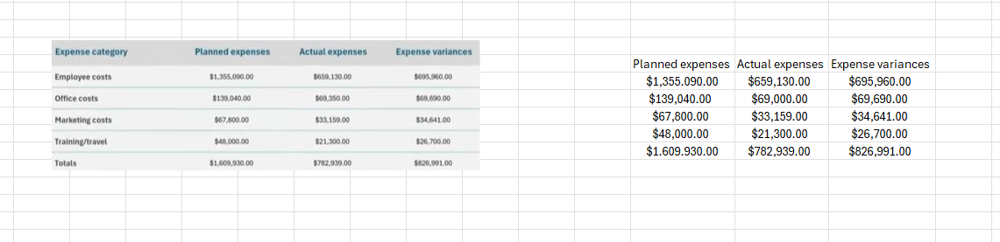 Expense category Planned expenses Actual expenses Expense variances
Employee costs $1,355,090.00 $659,130.00 $695,960.00
Office costs $139,040.00 $69,350.00 $69,690.00
Marketing costs $67,800.00 $33,159.00 $34,641.00
Training/travel $48,000.00 $21,300.00 $26,700.00
Totals $1,609,930.00 $782,939.00 $826,991.00
Planned expenses Actual expenses Expense variances
$1,355.090.00 $659,130.00 $695,960.00
$139,040.00 $69,000.00 $69,690.00
$67,800.00 $33,159.00 $34,641.00
$48,000.00 $21,300.00 $26,700.00
$1.609.930.00 $782,939.00 $826,991.00